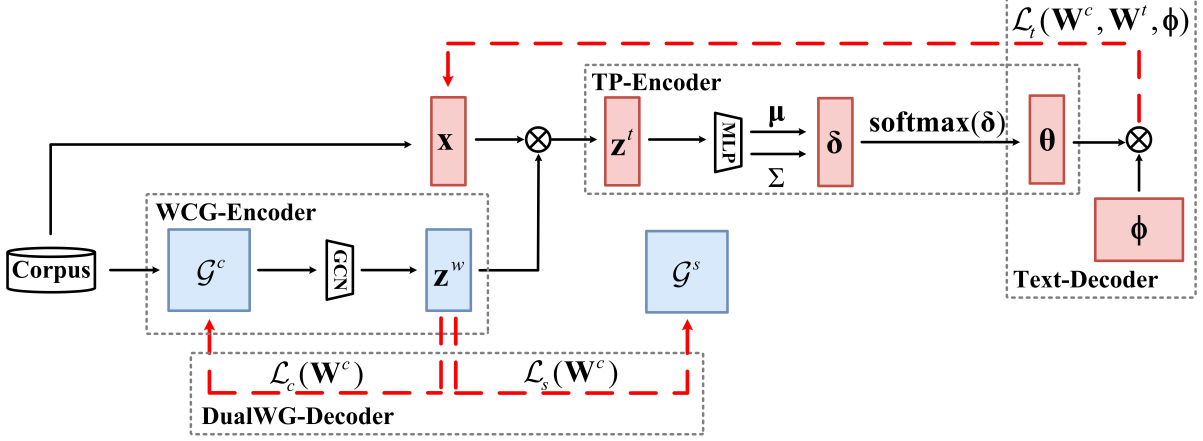 ℒ_t(W^c, W^t, ϕ)
TP-Encoder
x
z^t
MLP
μ
Σ
δ
softmax(δ)
θ
WCG-Encoder
Corpus
𝒢^c
GCN
z^w
𝒢^s
ϕ
Text-Decoder
ℒ_c(W^c)
ℒ_s(W^c)
DualWG-Decoder